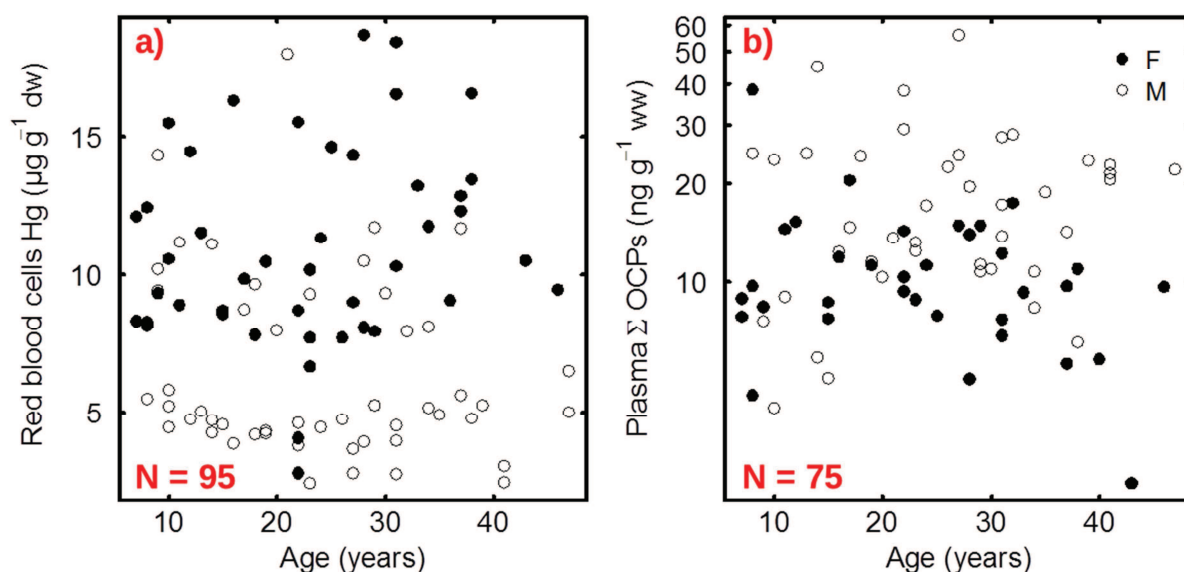 a)
Red blood cells Hg (µg g⁻¹ dw)
15
10
5
N = 95
10 20 30 40
Age (years)
b)
Plasma Σ OCPs (ng g⁻¹ ww)
60
50
40
30
20
10
F
M
N = 75
10 20 30 40
Age (years)